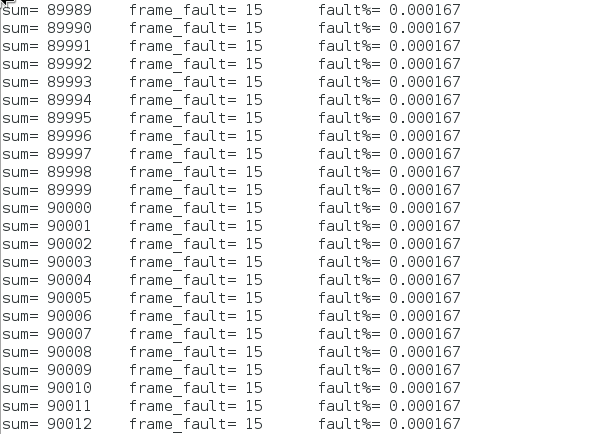 sum= 89989 frame_fault= 15 fault%= 0.000167
sum= 89990 frame_fault= 15 fault%= 0.000167
sum= 89991 frame_fault= 15 fault%= 0.000167
sum= 89992 frame_fault= 15 fault%= 0.000167
sum= 89993 frame_fault= 15 fault%= 0.000167
sum= 89994 frame_fault= 15 fault%= 0.000167
sum= 89995 frame_fault= 15 fault%= 0.000167
sum= 89996 frame_fault= 15 fault%= 0.000167
sum= 89997 frame_fault= 15 fault%= 0.000167
sum= 89998 frame_fault= 15 fault%= 0.000167
sum= 89999 frame_fault= 15 fault%= 0.000167
sum= 90000 frame_fault= 15 fault%= 0.000167
sum= 90001 frame_fault= 15 fault%= 0.000167
sum= 90002 frame_fault= 15 fault%= 0.000167
sum= 90003 frame_fault= 15 fault%= 0.000167
sum= 90004 frame_fault= 15 fault%= 0.000167
sum= 90005 frame_fault= 15 fault%= 0.000167
sum= 90006 frame_fault= 15 fault%= 0.000167
sum= 90007 frame_fault= 15 fault%= 0.000167
sum= 90008 frame_fault= 15 fault%= 0.000167
sum= 90009 frame_fault= 15 fault%= 0.000167
sum= 90010 frame_fault= 15 fault%= 0.000167
sum= 90011 frame_fault= 15 fault%= 0.000167
sum= 90012 frame_fault= 15 fault%= 0.000167